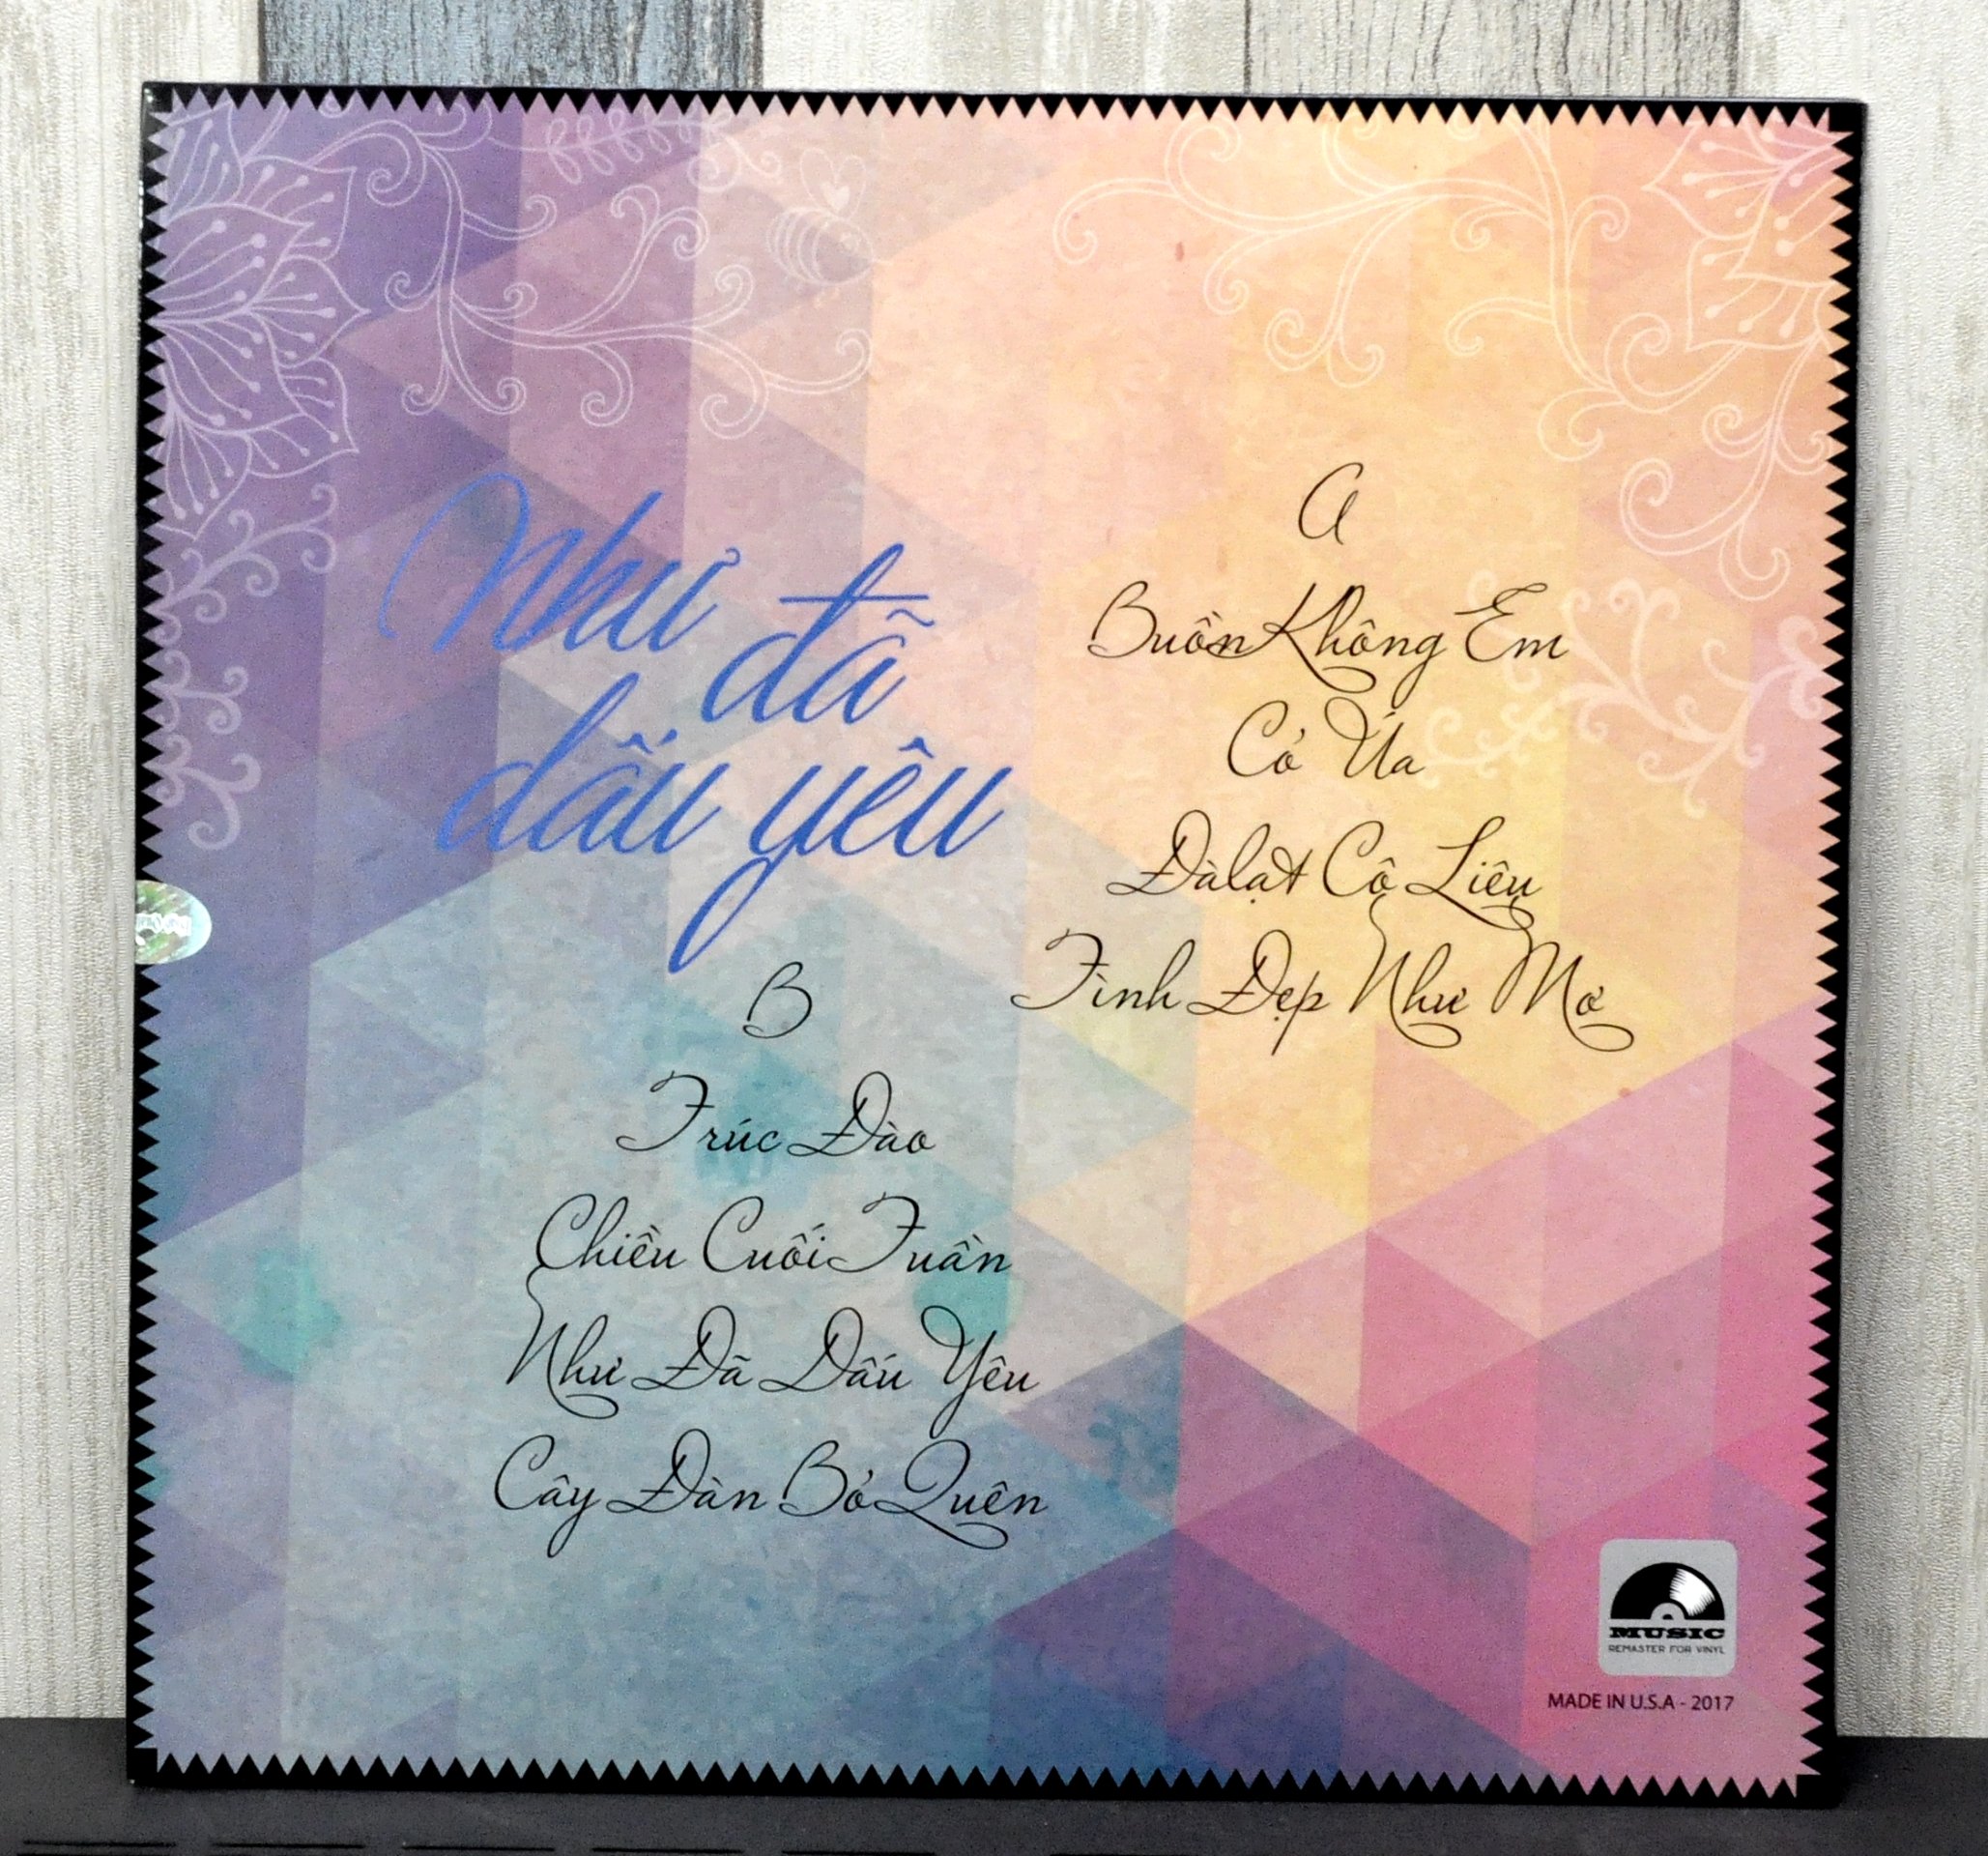 Như
đã
dấu yêu
A
Buồn Không Em
Cỏ Úa
Đàlạt Cô Liêu
Tình Đẹp Như Mơ
B
Trúc Đào
Chiều Cuối Tuần
Như Đã Dấu Yêu
Cây Đàn Bỏ Quên
MUSIC
REMASTER FOR VINYL
MADE IN U.S.A - 2017